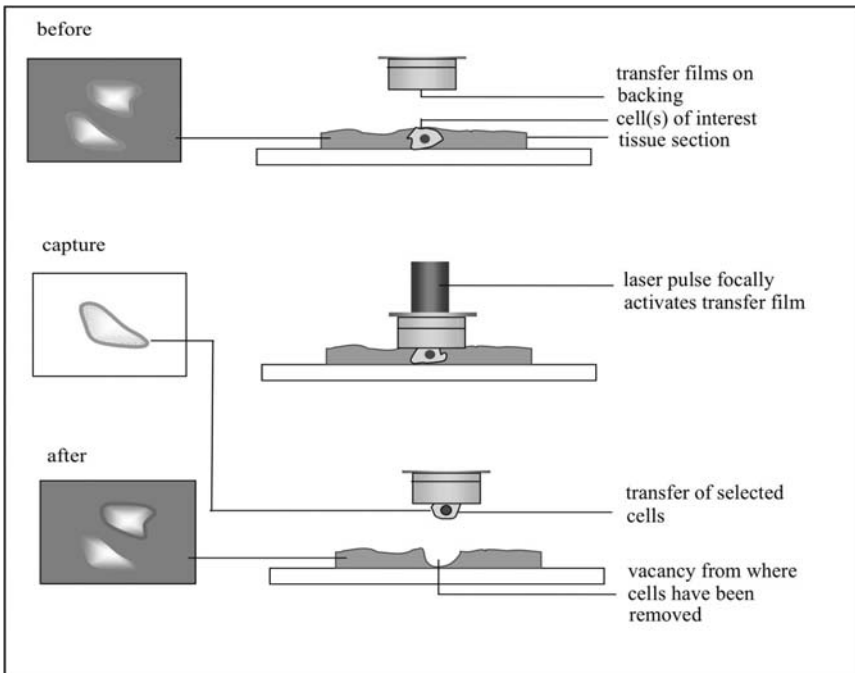 before
transfer films on
backing
cell(s) of interest
tissue section
capture
laser pulse focally
activates transfer film
after
transfer of selected
cells
vacancy from where
cells have been
removed